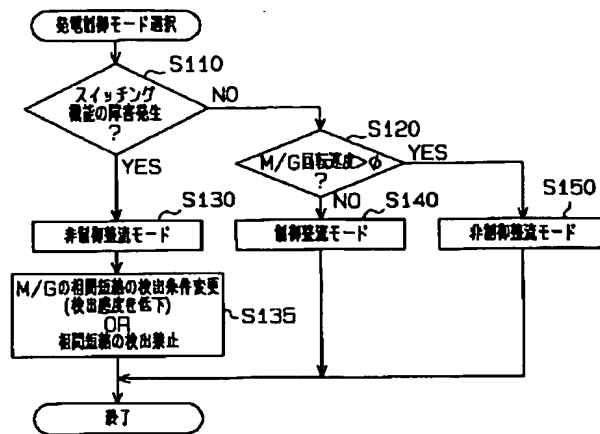 発電制御モード選択
S110
スイッチング
機能の障害発生
?
NO
YES
S120
M/G回転速度>φ
?
YES
NO
S130
非制御整流モード
S140
制御整流モード
S150
非制御整流モード
M/Gの相間短絡の検出条件変更
(検出感度を低下)
OR
相間短絡の検出禁止
S135
終了